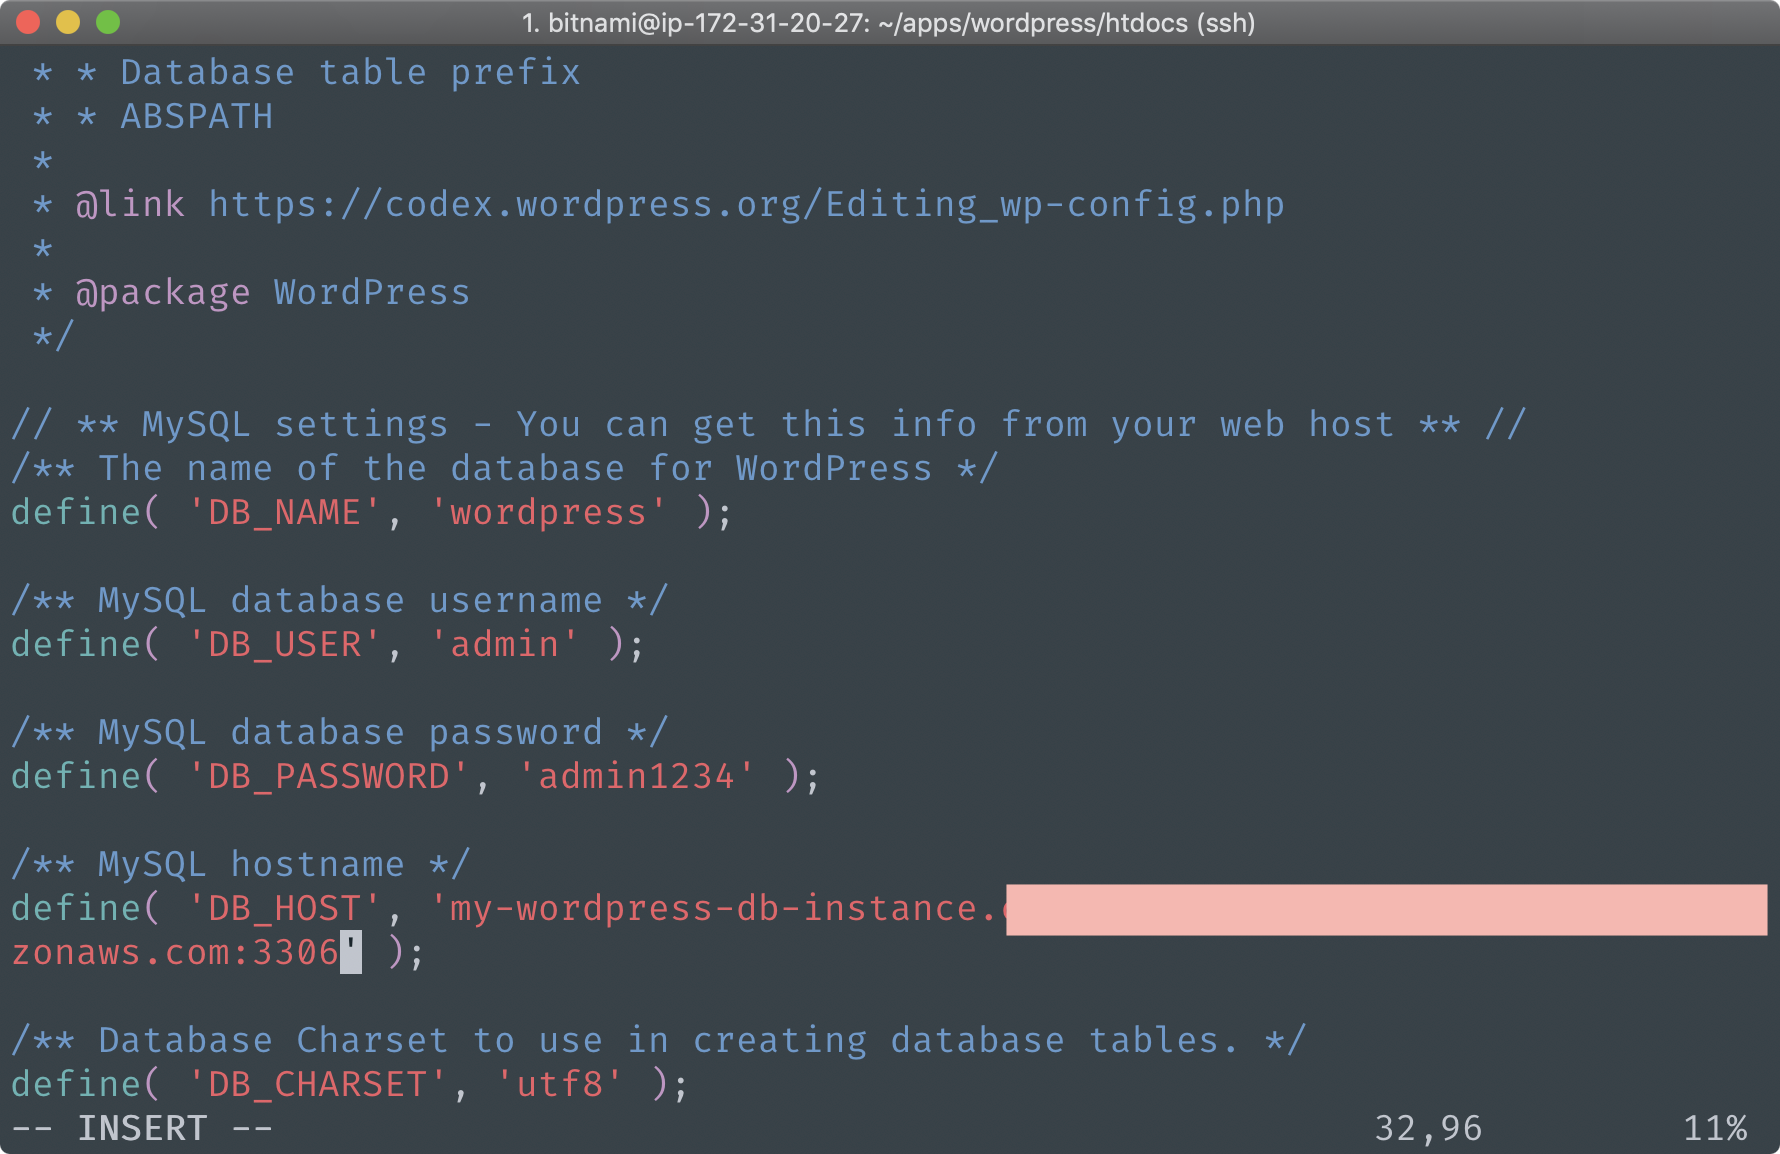 1. bitnami@ip-172-31-20-27: ~/apps/wordpress/htdocs (ssh)
* * Database table prefix
* * ABSPATH
*
* @link https://codex.wordpress.org/Editing_wp-config.php
*
* @package WordPress
*/
// ** MySQL settings - You can get this info from your web host ** //
/** The name of the database for WordPress */
define( 'DB_NAME', 'wordpress' );
/** MySQL database username */
define( 'DB_USER', 'admin' );
/** MySQL database password */
define( 'DB_PASSWORD', 'admin1234' );
/** MySQL hostname */
define( 'DB_HOST', 'my-wordpress-db-instance.
zonaws.com:3306' );
/** Database Charset to use in creating database tables. */
define( 'DB_CHARSET', 'utf8' );
-- INSERT -- 32,96 11%